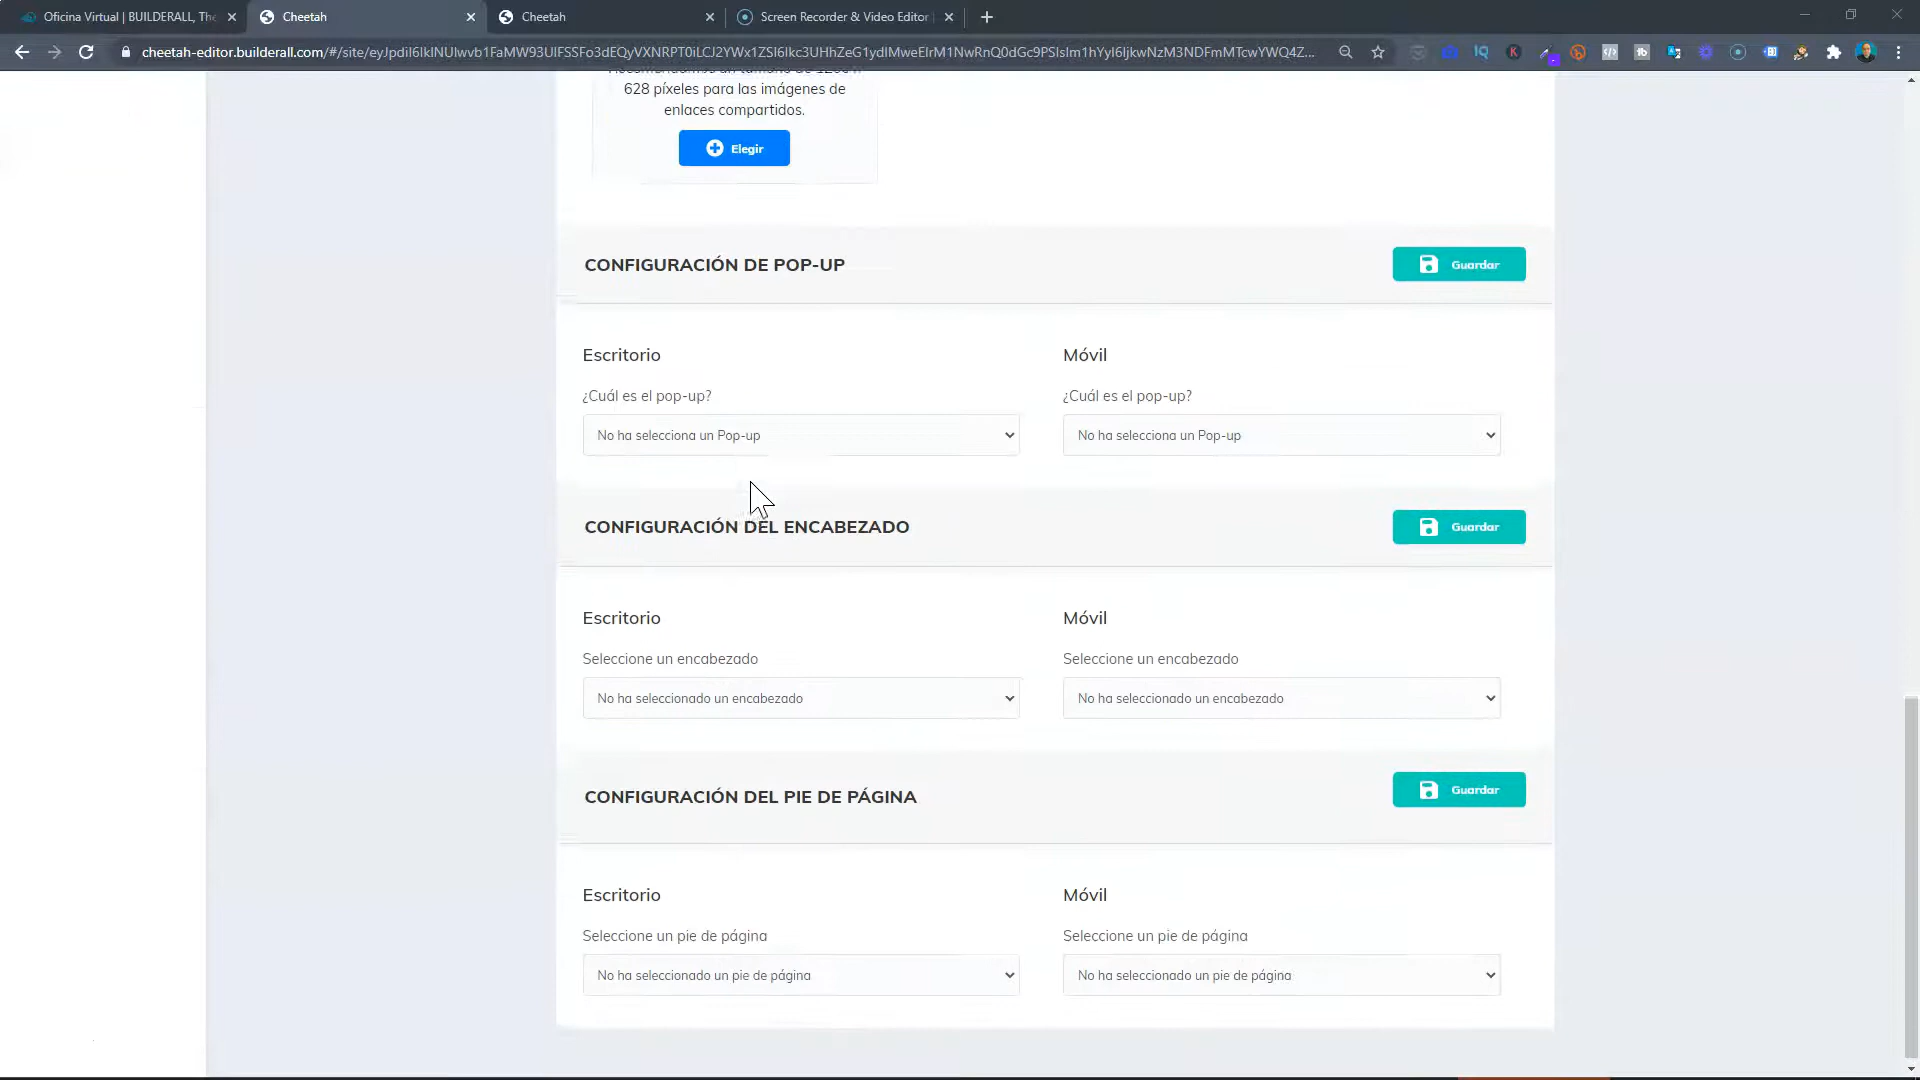 Oficina Virtual | BUILDERALL, The
Cheetah
Cheetah
Screen Recorder & Video Editor
cheetah-editor.builderall.com
628 píxeles para las imágenes de
enlaces compartidos.
Elegir
CONFIGURACIÓN DE POP-UP
Guardar
Escritorio
Móvil
¿Cuál es el pop-up?
¿Cuál es el pop-up?
No ha selecciona un Pop-up
No ha selecciona un Pop-up
CONFIGURACIÓN DEL ENCABEZADO
Guardar
Escritorio
Móvil
Seleccione un encabezado
Seleccione un encabezado
No ha seleccionado un encabezado
No ha seleccionado un encabezado
CONFIGURACIÓN DEL PIE DE PÁGINA
Guardar
Escritorio
Móvil
Seleccione un pie de página
Seleccione un pie de página
No ha seleccionado un pie de página
No ha seleccionado un pie de página